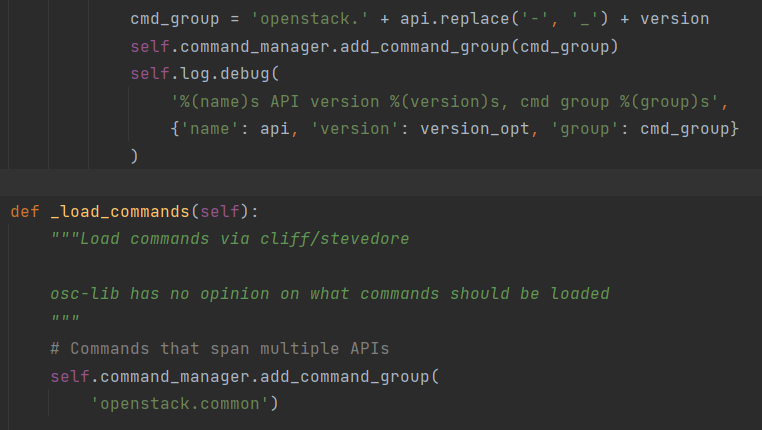 cmd_group = 'openstack.' + api.replace('-', '_') + version
self.command_manager.add_command_group(cmd_group)
self.log.debug(
'%(name)s API version %(version)s, cmd group %(group)s',
{'name': api, 'version': version_opt, 'group': cmd_group}
)
def _load_commands(self):
"""Load commands via cliff/stevedore
osc-lib has no opinion on what commands should be loaded
"""
# Commands that span multiple APIs
self.command_manager.add_command_group(
'openstack.common')